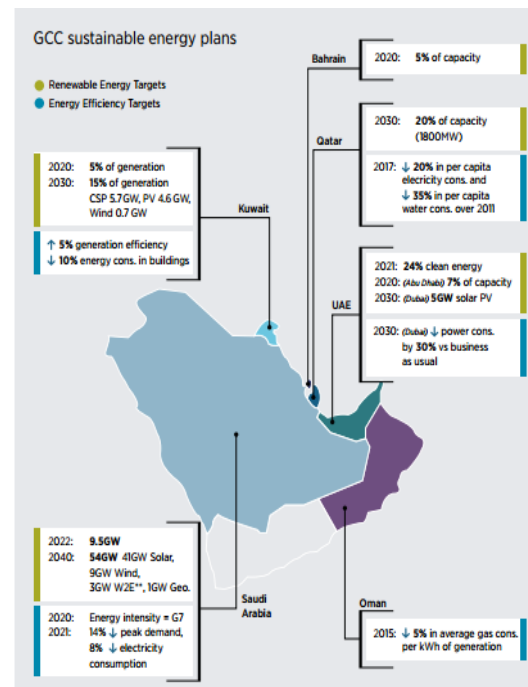 GCC sustainable energy plans
Renewable Energy Targets
Energy Efficiency Targets
Bahrain
2020: 5% of capacity
Qatar
2030: 20% of capacity
(1800MW)
2017: ↓ 20% in per capita
elecricity cons. and
↓ 35% in per capita
water cons. over 2011
Kuwait
2020: 5% of generation
2030: 15% of generation
CSP 5.7GW, PV 4.6 GW,
Wind 0.7 GW
↑ 5% generation efficiency
↓ 10% energy cons. in buildings
UAE
2021: 24% clean energy
2020: (Abu Dhabi) 7% of capacity
2030: (Dubai) 5GW solar PV
2030: (Dubai) ↓ power cons.
by 30% vs business
as usual
Saudi
Arabia
2022: 9.5GW
2040: 54GW 41GW Solar,
9GW Wind,
3GW W2E**, 1GW Geo.
2020: Energy intensity = G7
2021: 14% ↓ peak demand,
8% ↓ electricity
consumption
Oman
2015: ↓ 5% in average gas cons.
per kWh of generation